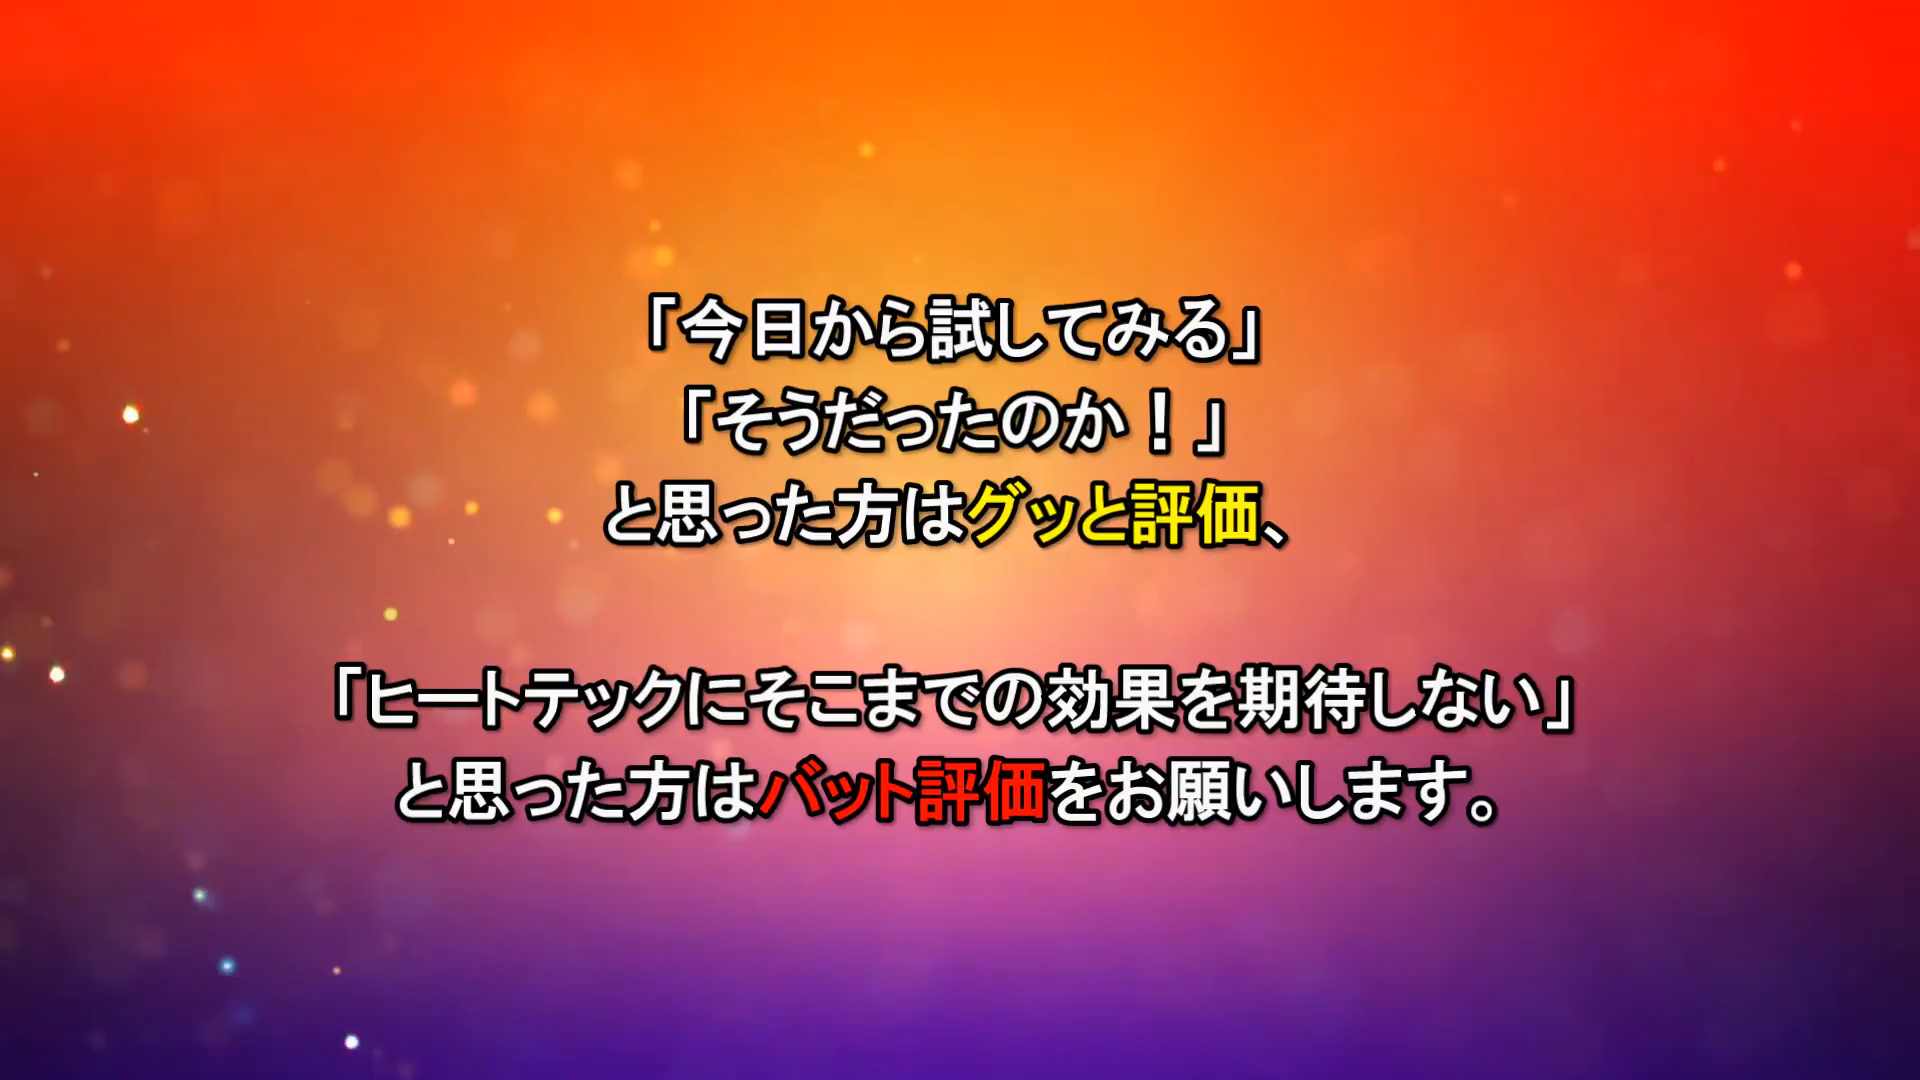 「今日から試してみる」
「そうだったのか！」
と思った方はグッと評価、
「ヒートテックにそこまでの効果を期待しない」
と思った方はバット評価をお願いします。